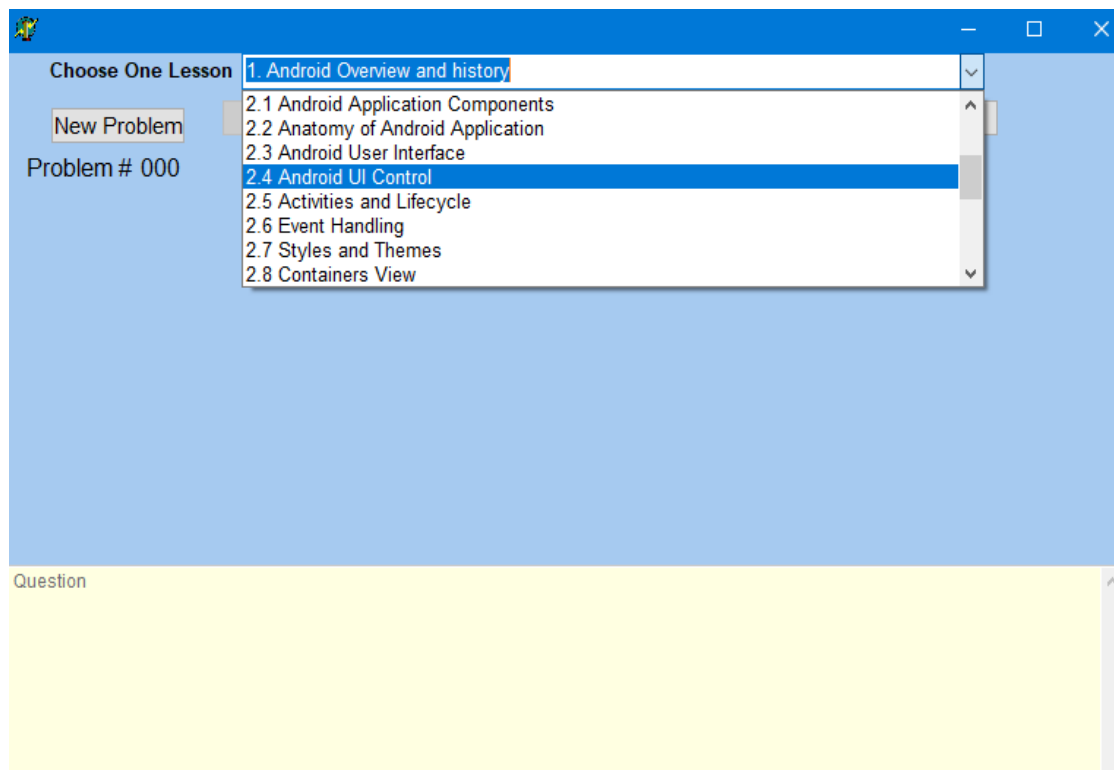 Choose One Lesson 1. Android Overview and history
2.1 Android Application Components
New Problem 2.2 Anatomy of Android Application
2.3 Android User Interface
Problem # 000 2.4 Android UI Control
2.5 Activities and Lifecycle
2.6 Event Handling
2.7 Styles and Themes
2.8 Containers View
Question